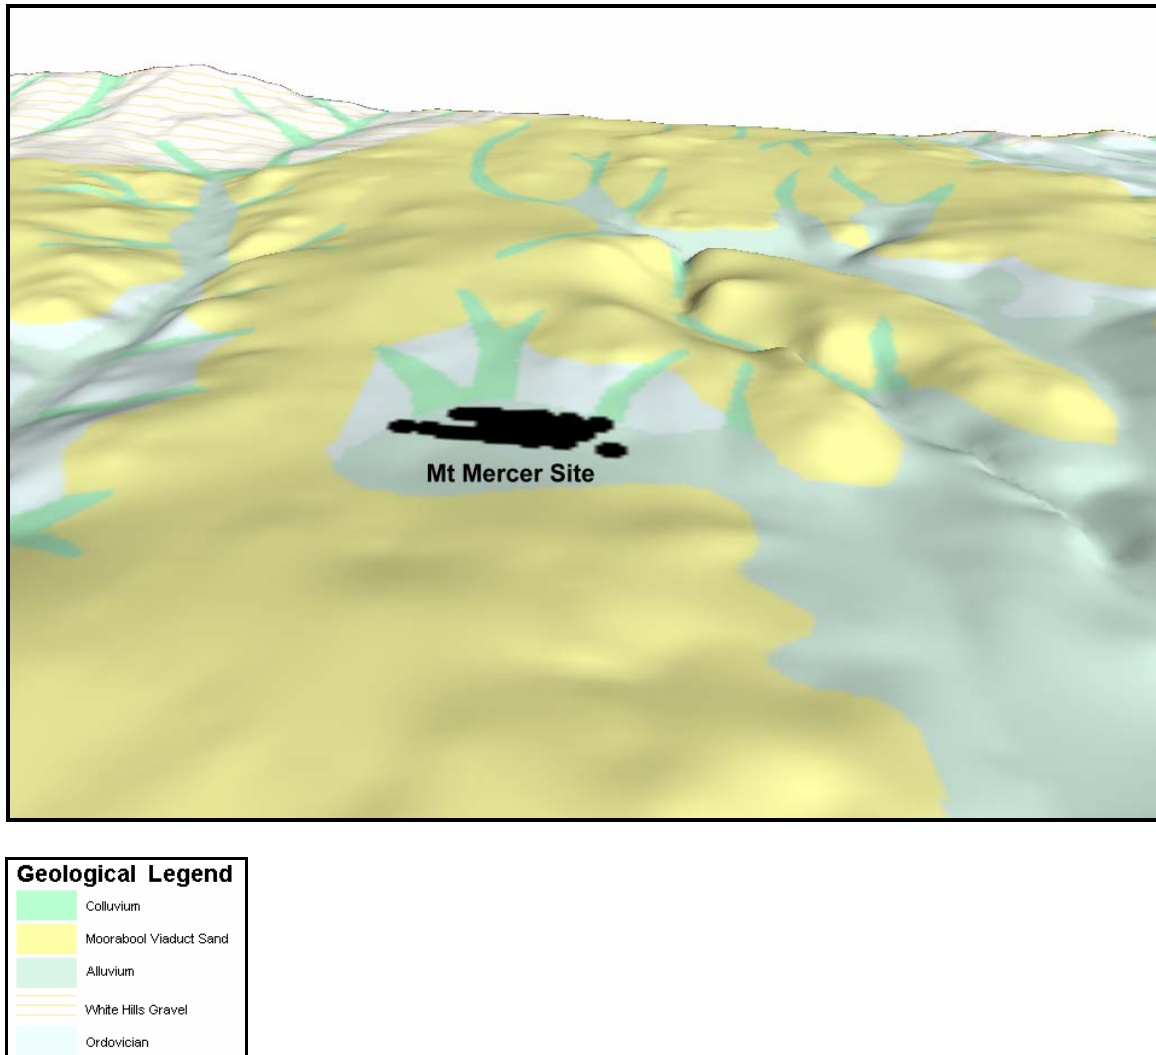 Mt Mercer Site
Geological Legend
Colluvium
Moorabool Viaduct Sand
Alluvium
White Hills Gravel
Ordovician